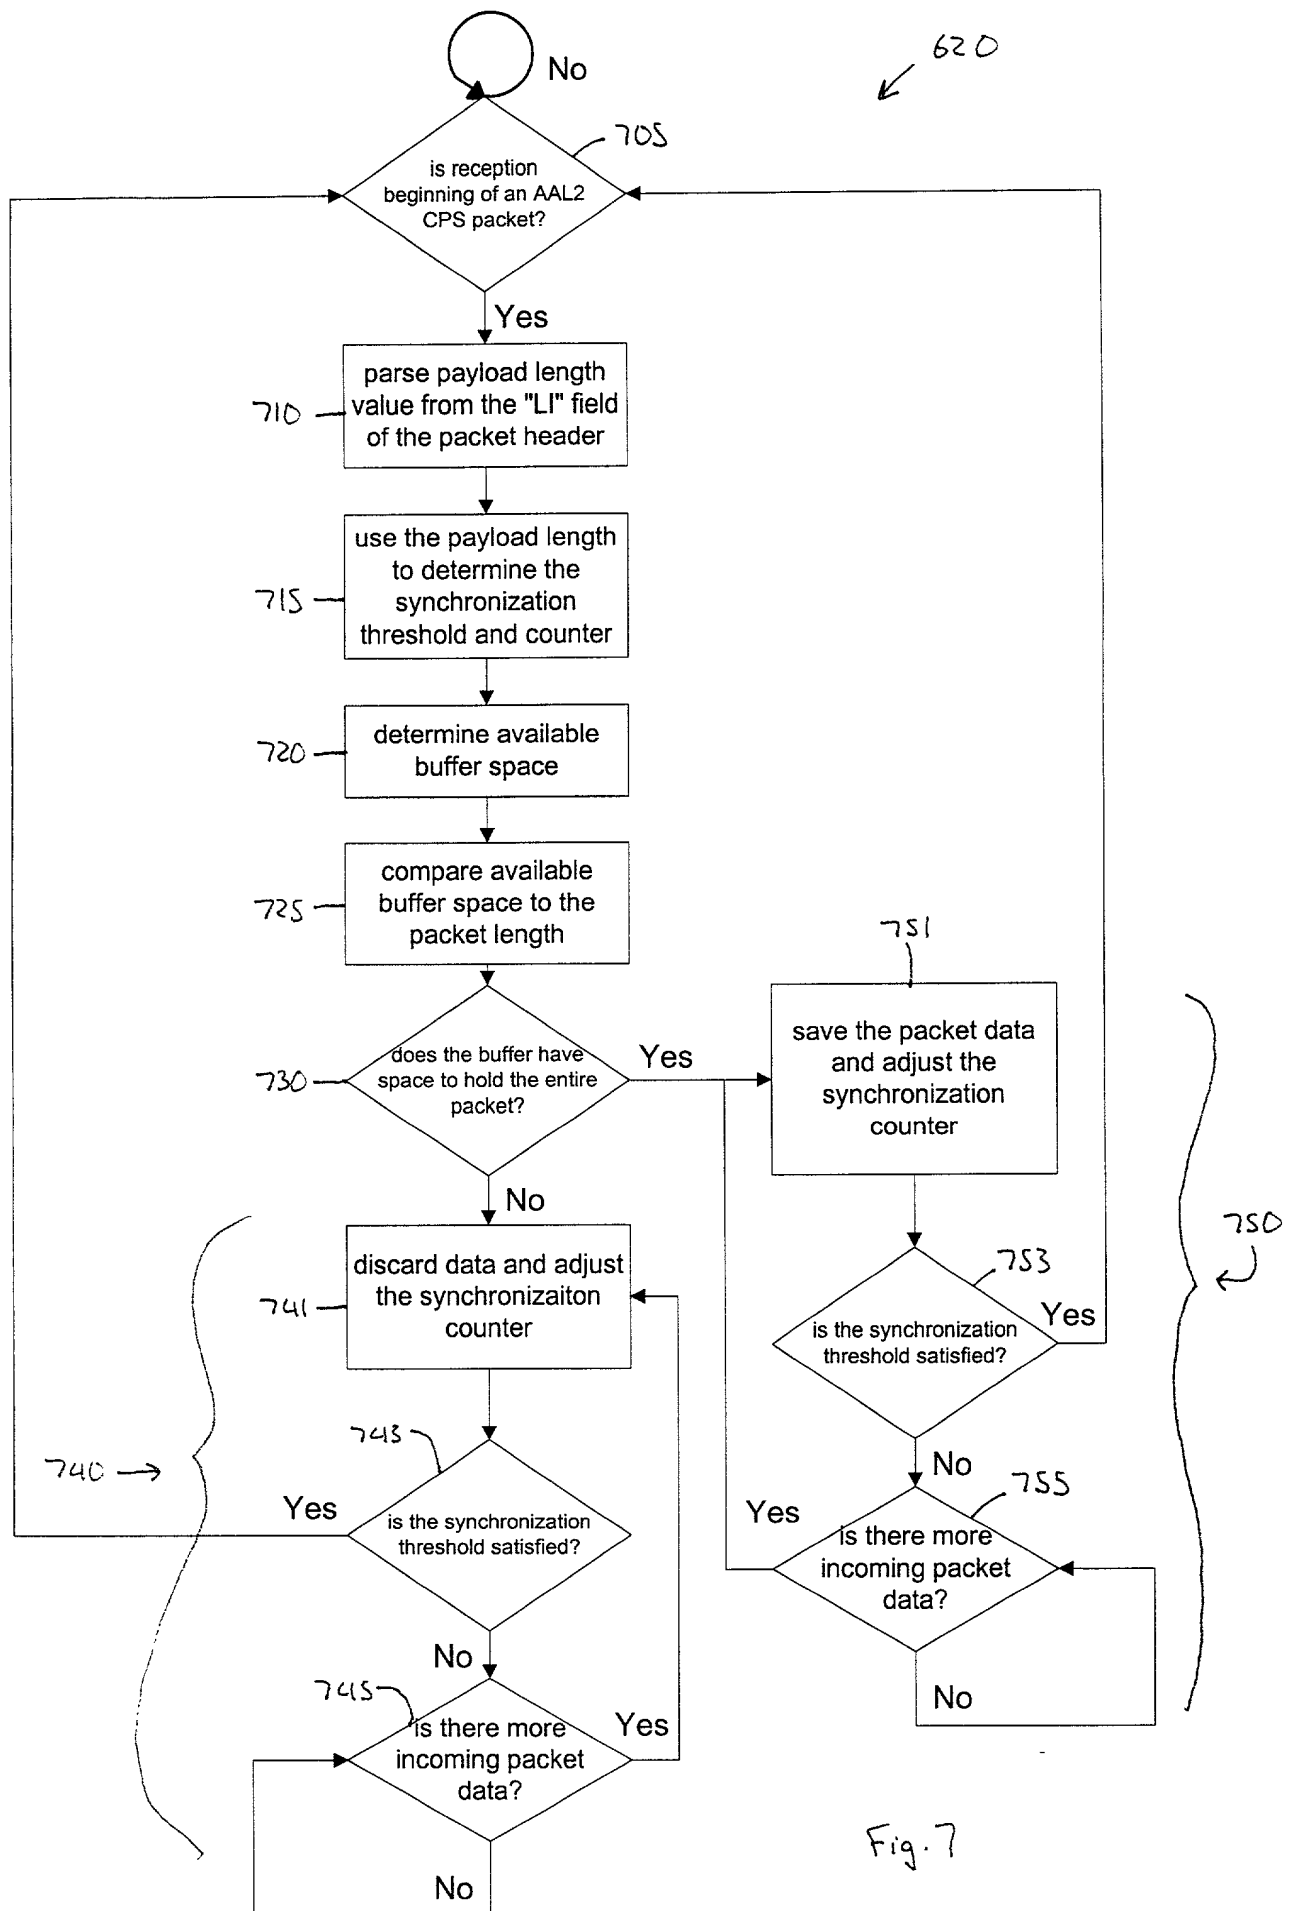 No
620
705
is reception
beginning of an AAL2
CPS packet?
Yes
710
parse payload length
value from the "LI" field
of the packet header
715
use the payload length
to determine the
synchronization
threshold and counter
720
determine available
buffer space
725
compare available
buffer space to the
packet length
751
save the packet data
and adjust the
synchronization
counter
730
does the buffer have
space to hold the entire
packet?
Yes
No
750
741
discard data and adjust
the synchronizaiton
counter
753
is the synchronization
threshold satisfied?
Yes
No
740
743
is the synchronization
threshold satisfied?
Yes
No
755
is there more
incoming packet
data?
Yes
No
745
is there more
incoming packet
data?
Yes
No
Fig. 7